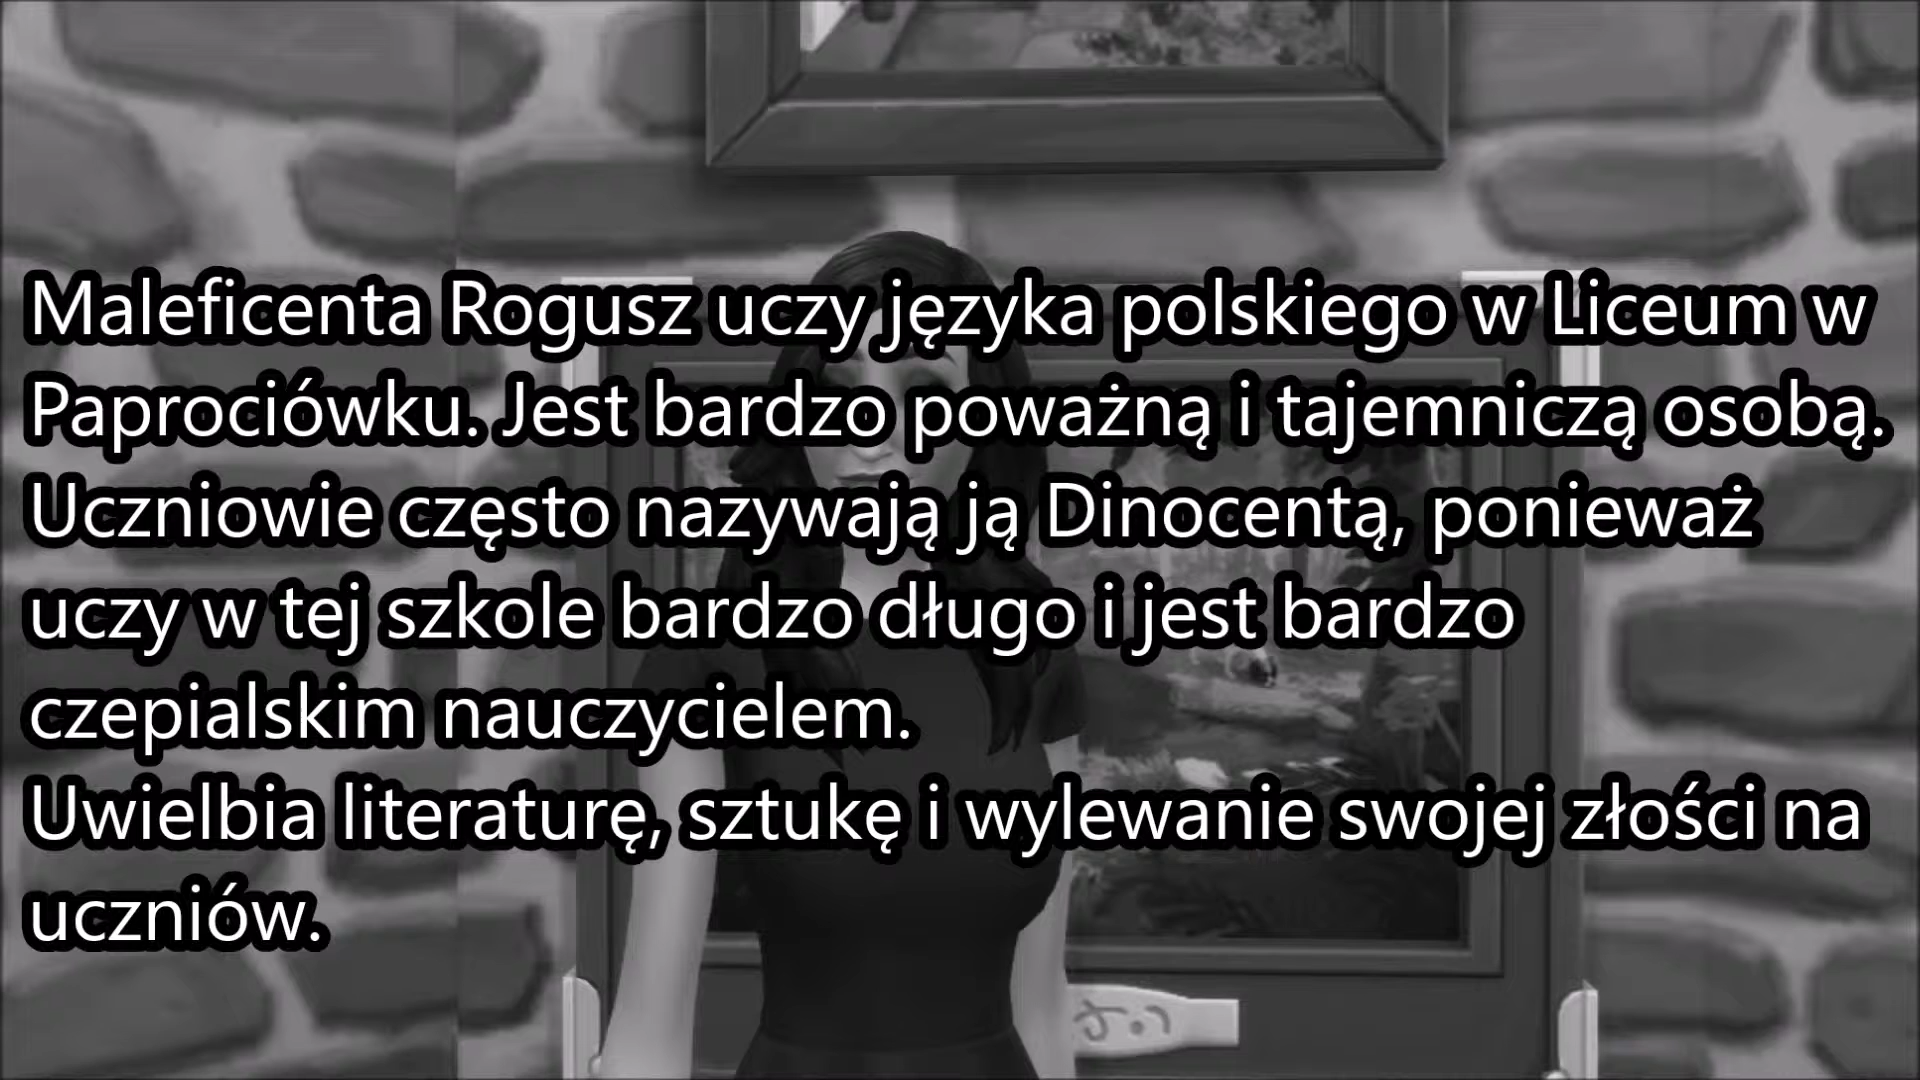 Maleficenta Rogusz uczy języka polskiego w Liceum w
Paprociówku. Jest bardzo poważną i tajemniczą osobą.
Uczniowie często nazywają ją Dinocentą, ponieważ
uczy w tej szkole bardzo długo i jest bardzo
czepialskim nauczycielem.
Uwielbia literaturę, sztukę i wylewanie swojej złości na
uczniów.